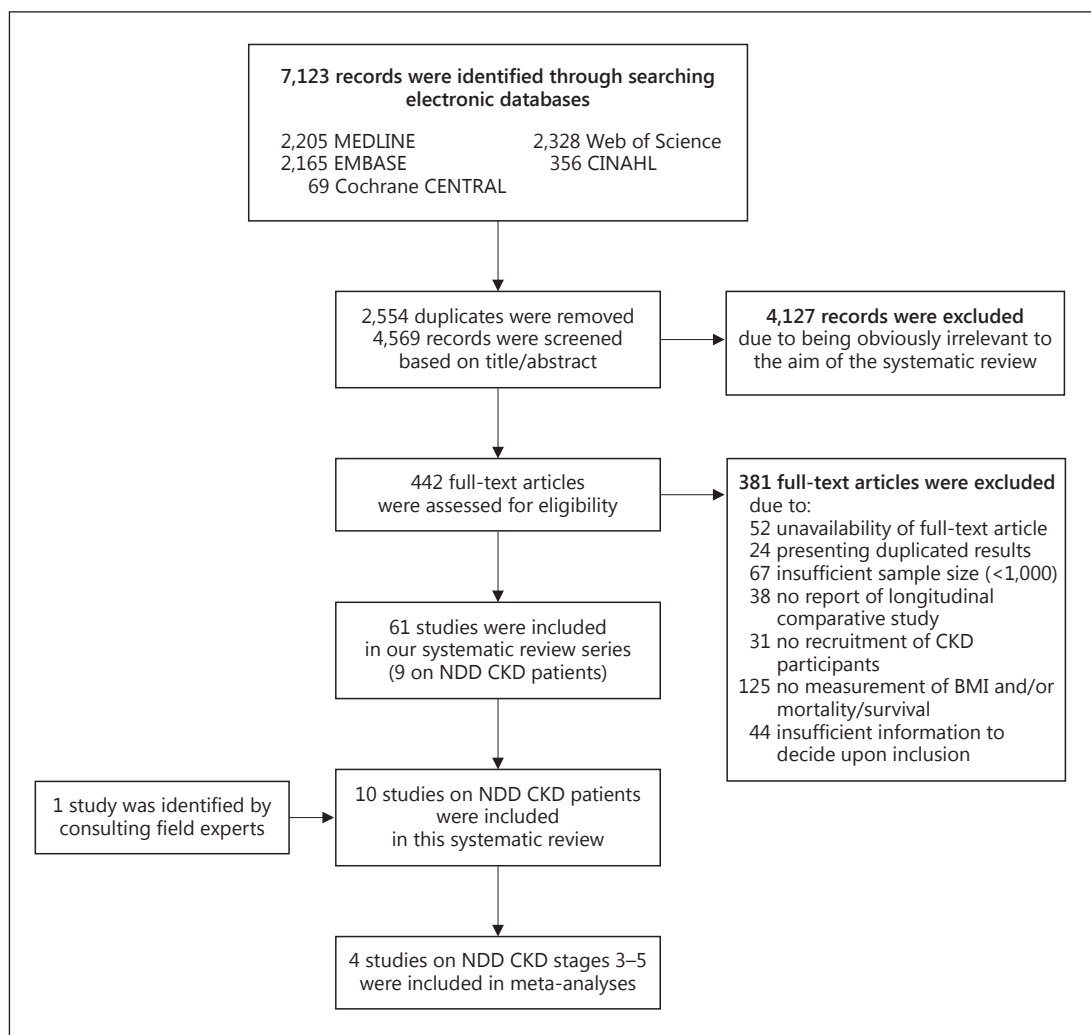 7,123 records were identified through searching
electronic databases
2,205 MEDLINE
2,328 Web of Science
2,165 EMBASE
356 CINAHL
69 Cochrane CENTRAL
2,554 duplicates were removed
4,569 records were screened
based on title/abstract
4,127 records were excluded
due to being obviously irrelevant to
the aim of the systematic review
442 full-text articles
were assessed for eligibility
381 full-text articles were excluded
due to:
52 unavailability of full-text article
24 presenting duplicated results
67 insufficient sample size (<1,000)
38 no report of longitudinal
comparative study
31 no recruitment of CKD
participants
125 no measurement of BMI and/or
mortality/survival
44 insufficient information to
decide upon inclusion
61 studies were included
in our systematic review series
(9 on NDD CKD patients)
1 study was identified by
consulting field experts
10 studies on NDD CKD patients
were included
in this systematic review
4 studies on NDD CKD stages 3–5
were included in meta-analyses